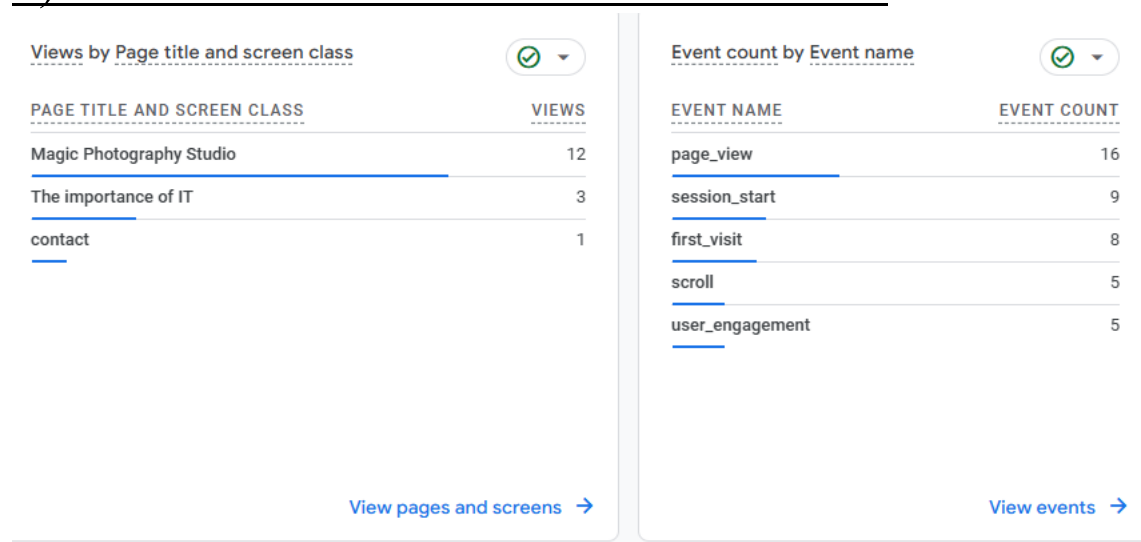 Views by Page title and screen class
PAGE TITLE AND SCREEN CLASS VIEWS
Magic Photography Studio 12
The importance of IT 3
contact 1
View pages and screens
Event count by Event name
EVENT NAME EVENT COUNT
page_view 16
session_start 9
first_visit 8
scroll 5
user_engagement 5
View events